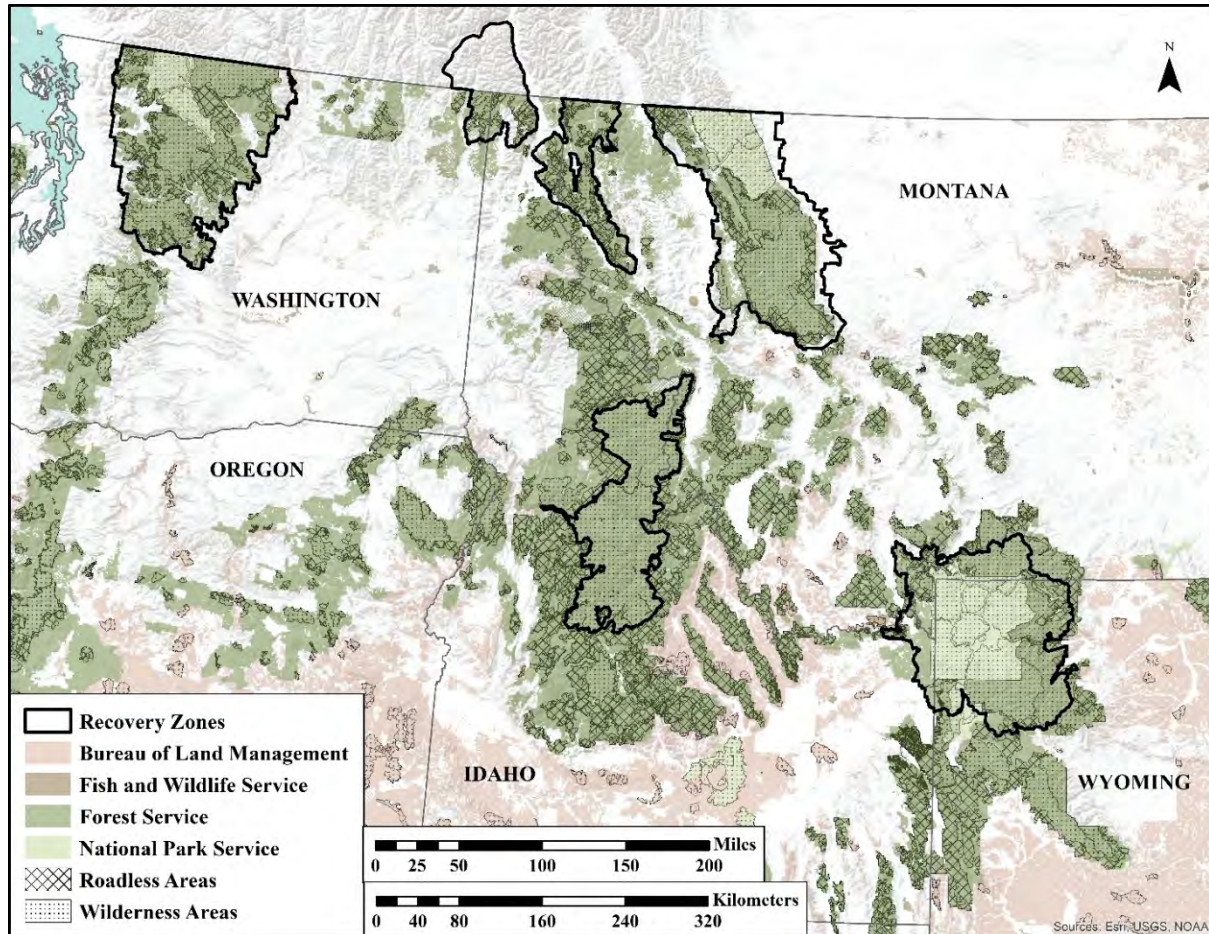 N
MONTANA
WASHINGTON
OREGON
IDAHO
WYOMING
Recovery Zones
Bureau of Land Management
Fish and Wildlife Service
Forest Service
National Park Service
Roadless Areas
Wilderness Areas
Miles
0 25 50 100 150 200
Kilometers
0 40 80 160 240 320
Sources: Esri, USGS, NOAA